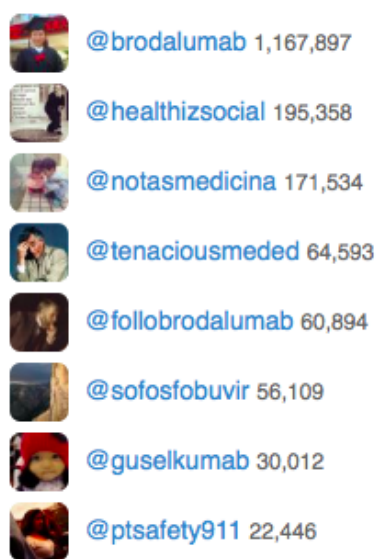 @brodalumab 1,167,897
@healthizsocial 195,358
@notasmedicina 171,534
@tenaciousmeded 64,593
@follobrodalumab 60,894
@sofosfobuvir 56,109
@guselkumab 30,012
@ptsafety911 22,446